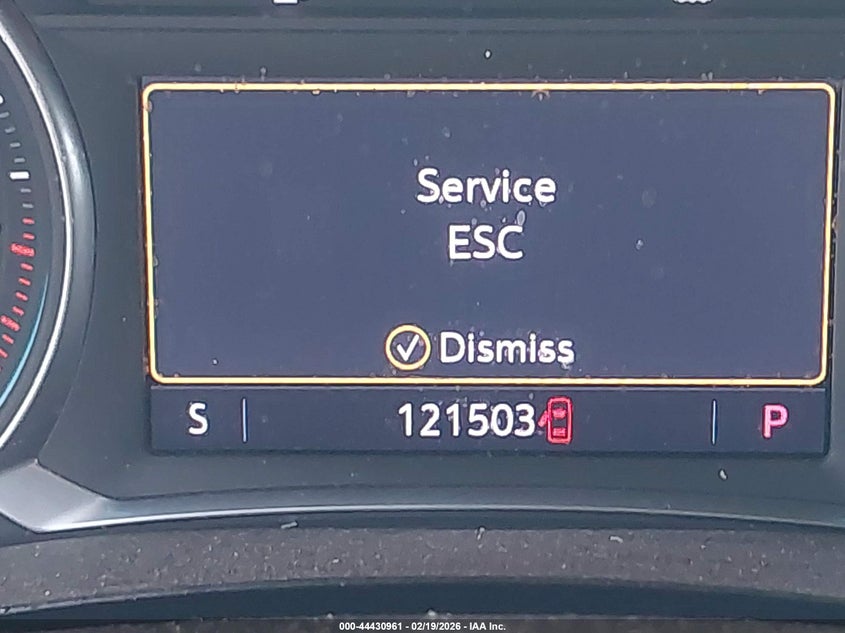 Service
ESC
Dismiss
S 121503 P
000-44430961 - 02/19/2026 - IAA Inc.